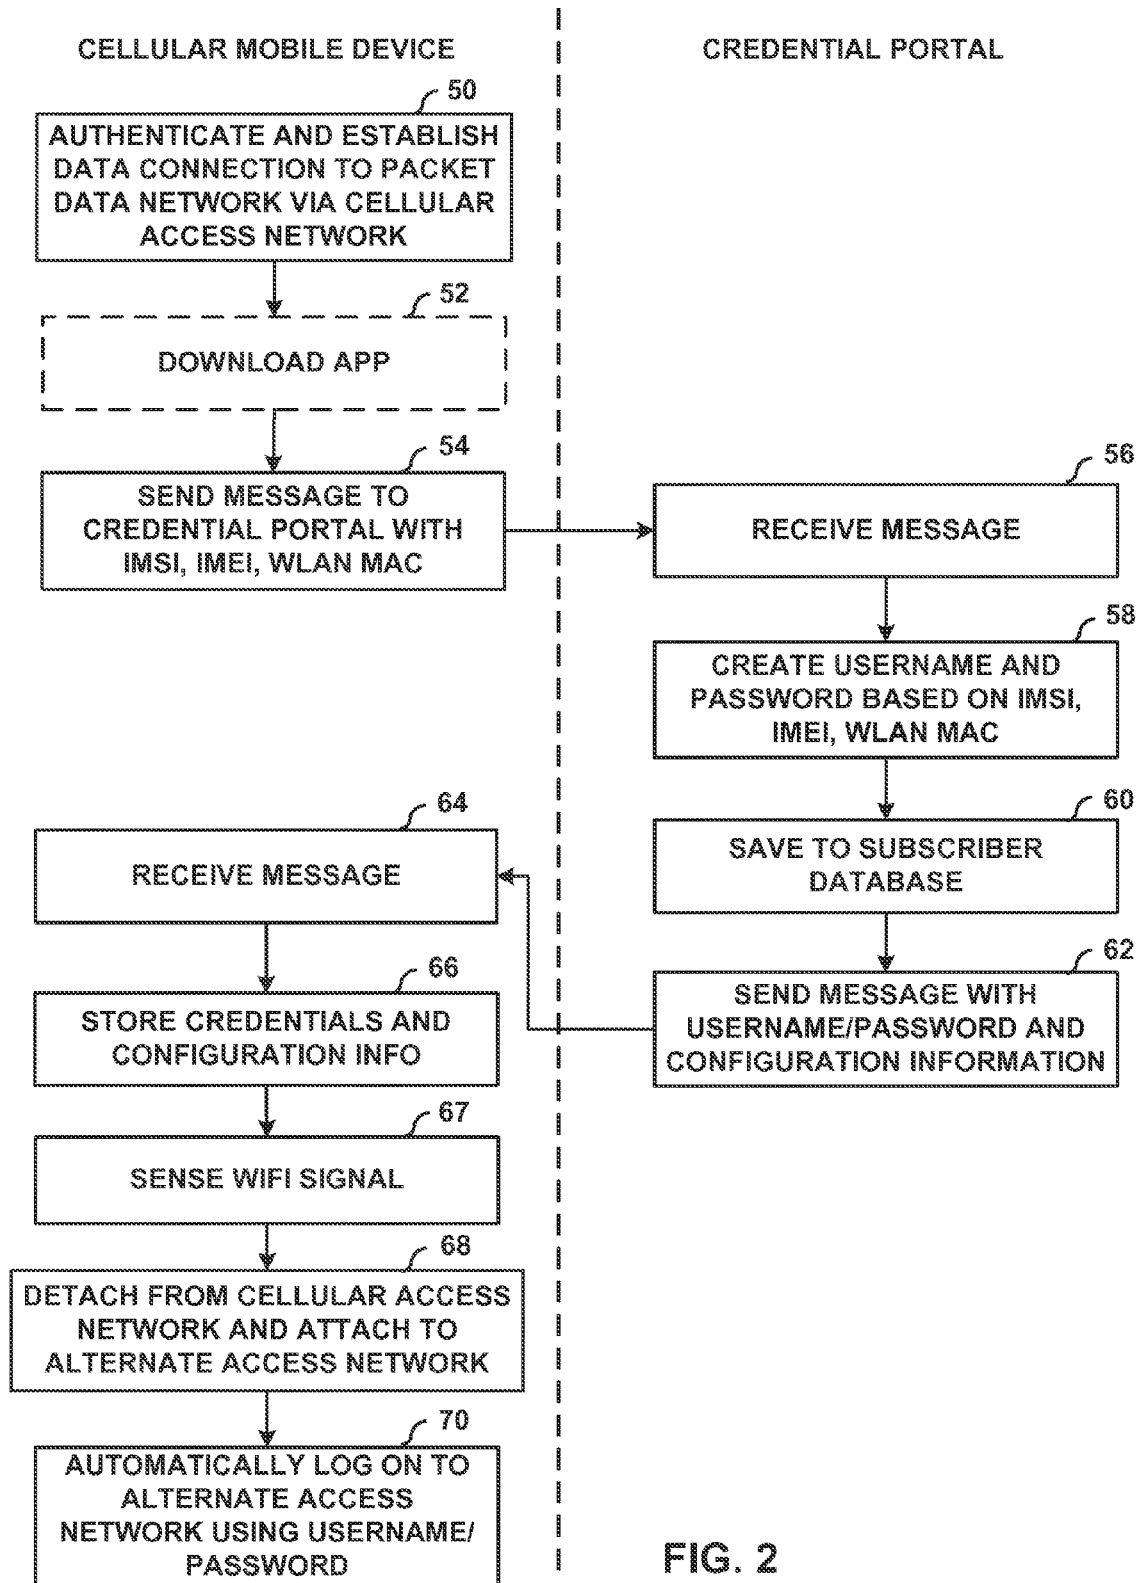 CELLULAR MOBILE DEVICE
CREDENTIAL PORTAL
50
AUTHENTICATE AND ESTABLISH
DATA CONNECTION TO PACKET
DATA NETWORK VIA CELLULAR
ACCESS NETWORK
52
DOWNLOAD APP
54
SEND MESSAGE TO
CREDENTIAL PORTAL WITH
IMSI, IMEI, WLAN MAC
56
RECEIVE MESSAGE
58
CREATE USERNAME AND
PASSWORD BASED ON IMSI,
IMEI, WLAN MAC
60
SAVE TO SUBSCRIBER
DATABASE
62
SEND MESSAGE WITH
USERNAME/PASSWORD AND
CONFIGURATION INFORMATION
64
RECEIVE MESSAGE
66
STORE CREDENTIALS AND
CONFIGURATION INFO
67
SENSE WIFI SIGNAL
68
DETACH FROM CELLULAR ACCESS
NETWORK AND ATTACH TO
ALTERNATE ACCESS NETWORK
70
AUTOMATICALLY LOG ON TO
ALTERNATE ACCESS
NETWORK USING USERNAME/
PASSWORD
FIG. 2